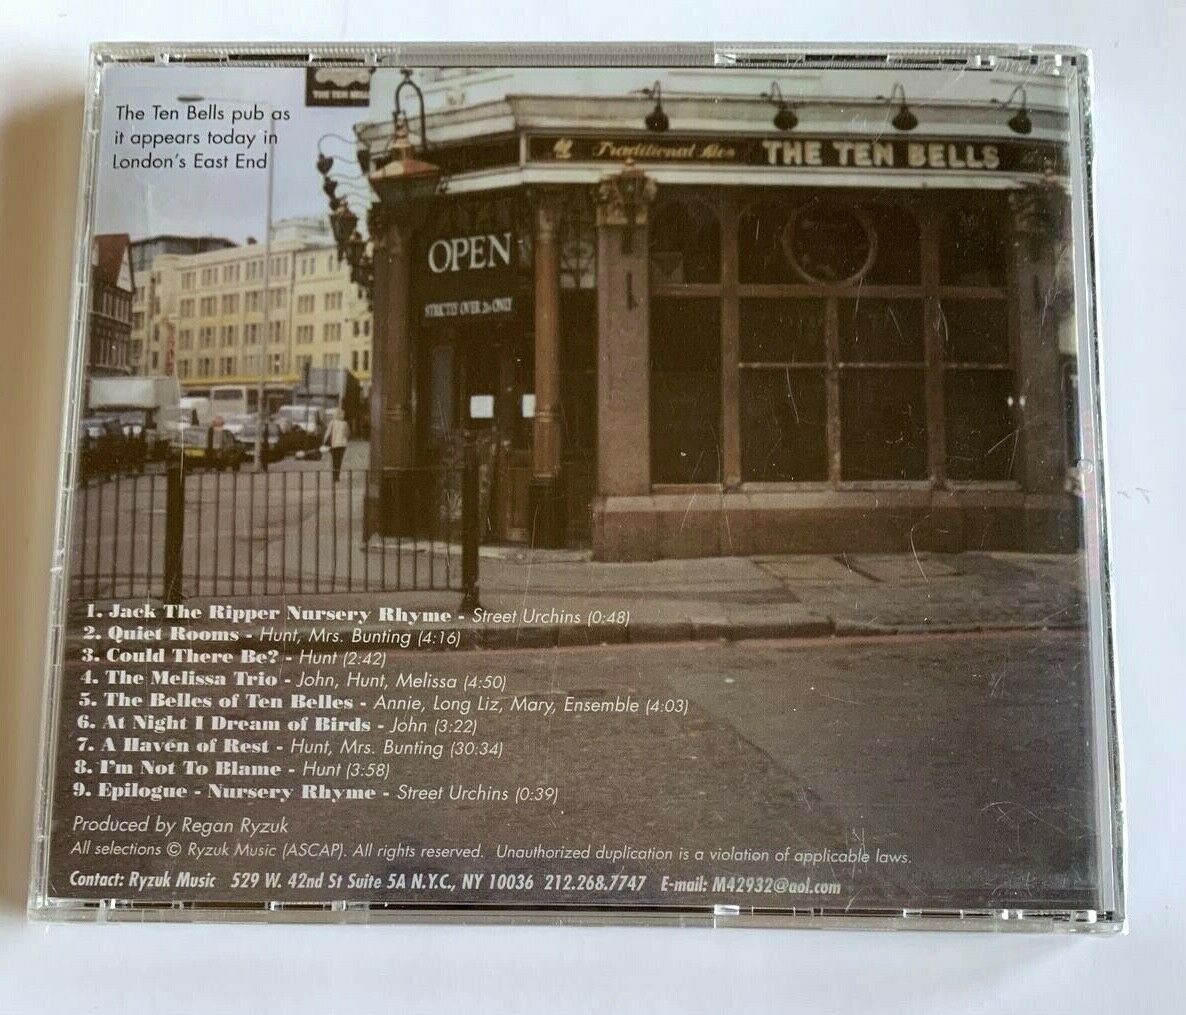 The Ten Bells pub as
it appears today in
London's East End
Traditional Ales THE TEN BELLS
OPEN
STRICTLY OVER 21s ONLY
1. Jack The Ripper Nursery Rhyme - Street Urchins (0:48)
2. Quiet Rooms - Hunt, Mrs. Bunting (4:16)
3. Could There Be? - Hunt (2:42)
4. The Melissa Trio - John, Hunt, Melissa (4:50)
5. The Belles of Ten Belles - Annie, Long Liz, Mary, Ensemble (4:03)
6. At Night I Dream of Birds - John (3:22)
7. A Haven of Rest - Hunt, Mrs. Bunting (30:34)
8. I'm Not To Blame - Hunt (3:58)
9. Epilogue - Nursery Rhyme - Street Urchins (0:39)
Produced by Regan Ryzuk
All selections © Ryzuk Music (ASCAP). All rights reserved. Unauthorized duplication is a violation of applicable laws.
Contact: Ryzuk Music 529 W. 42nd St Suite 5A N.Y.C., NY 10036 212.268.7747 E-mail: M42932@aol.com